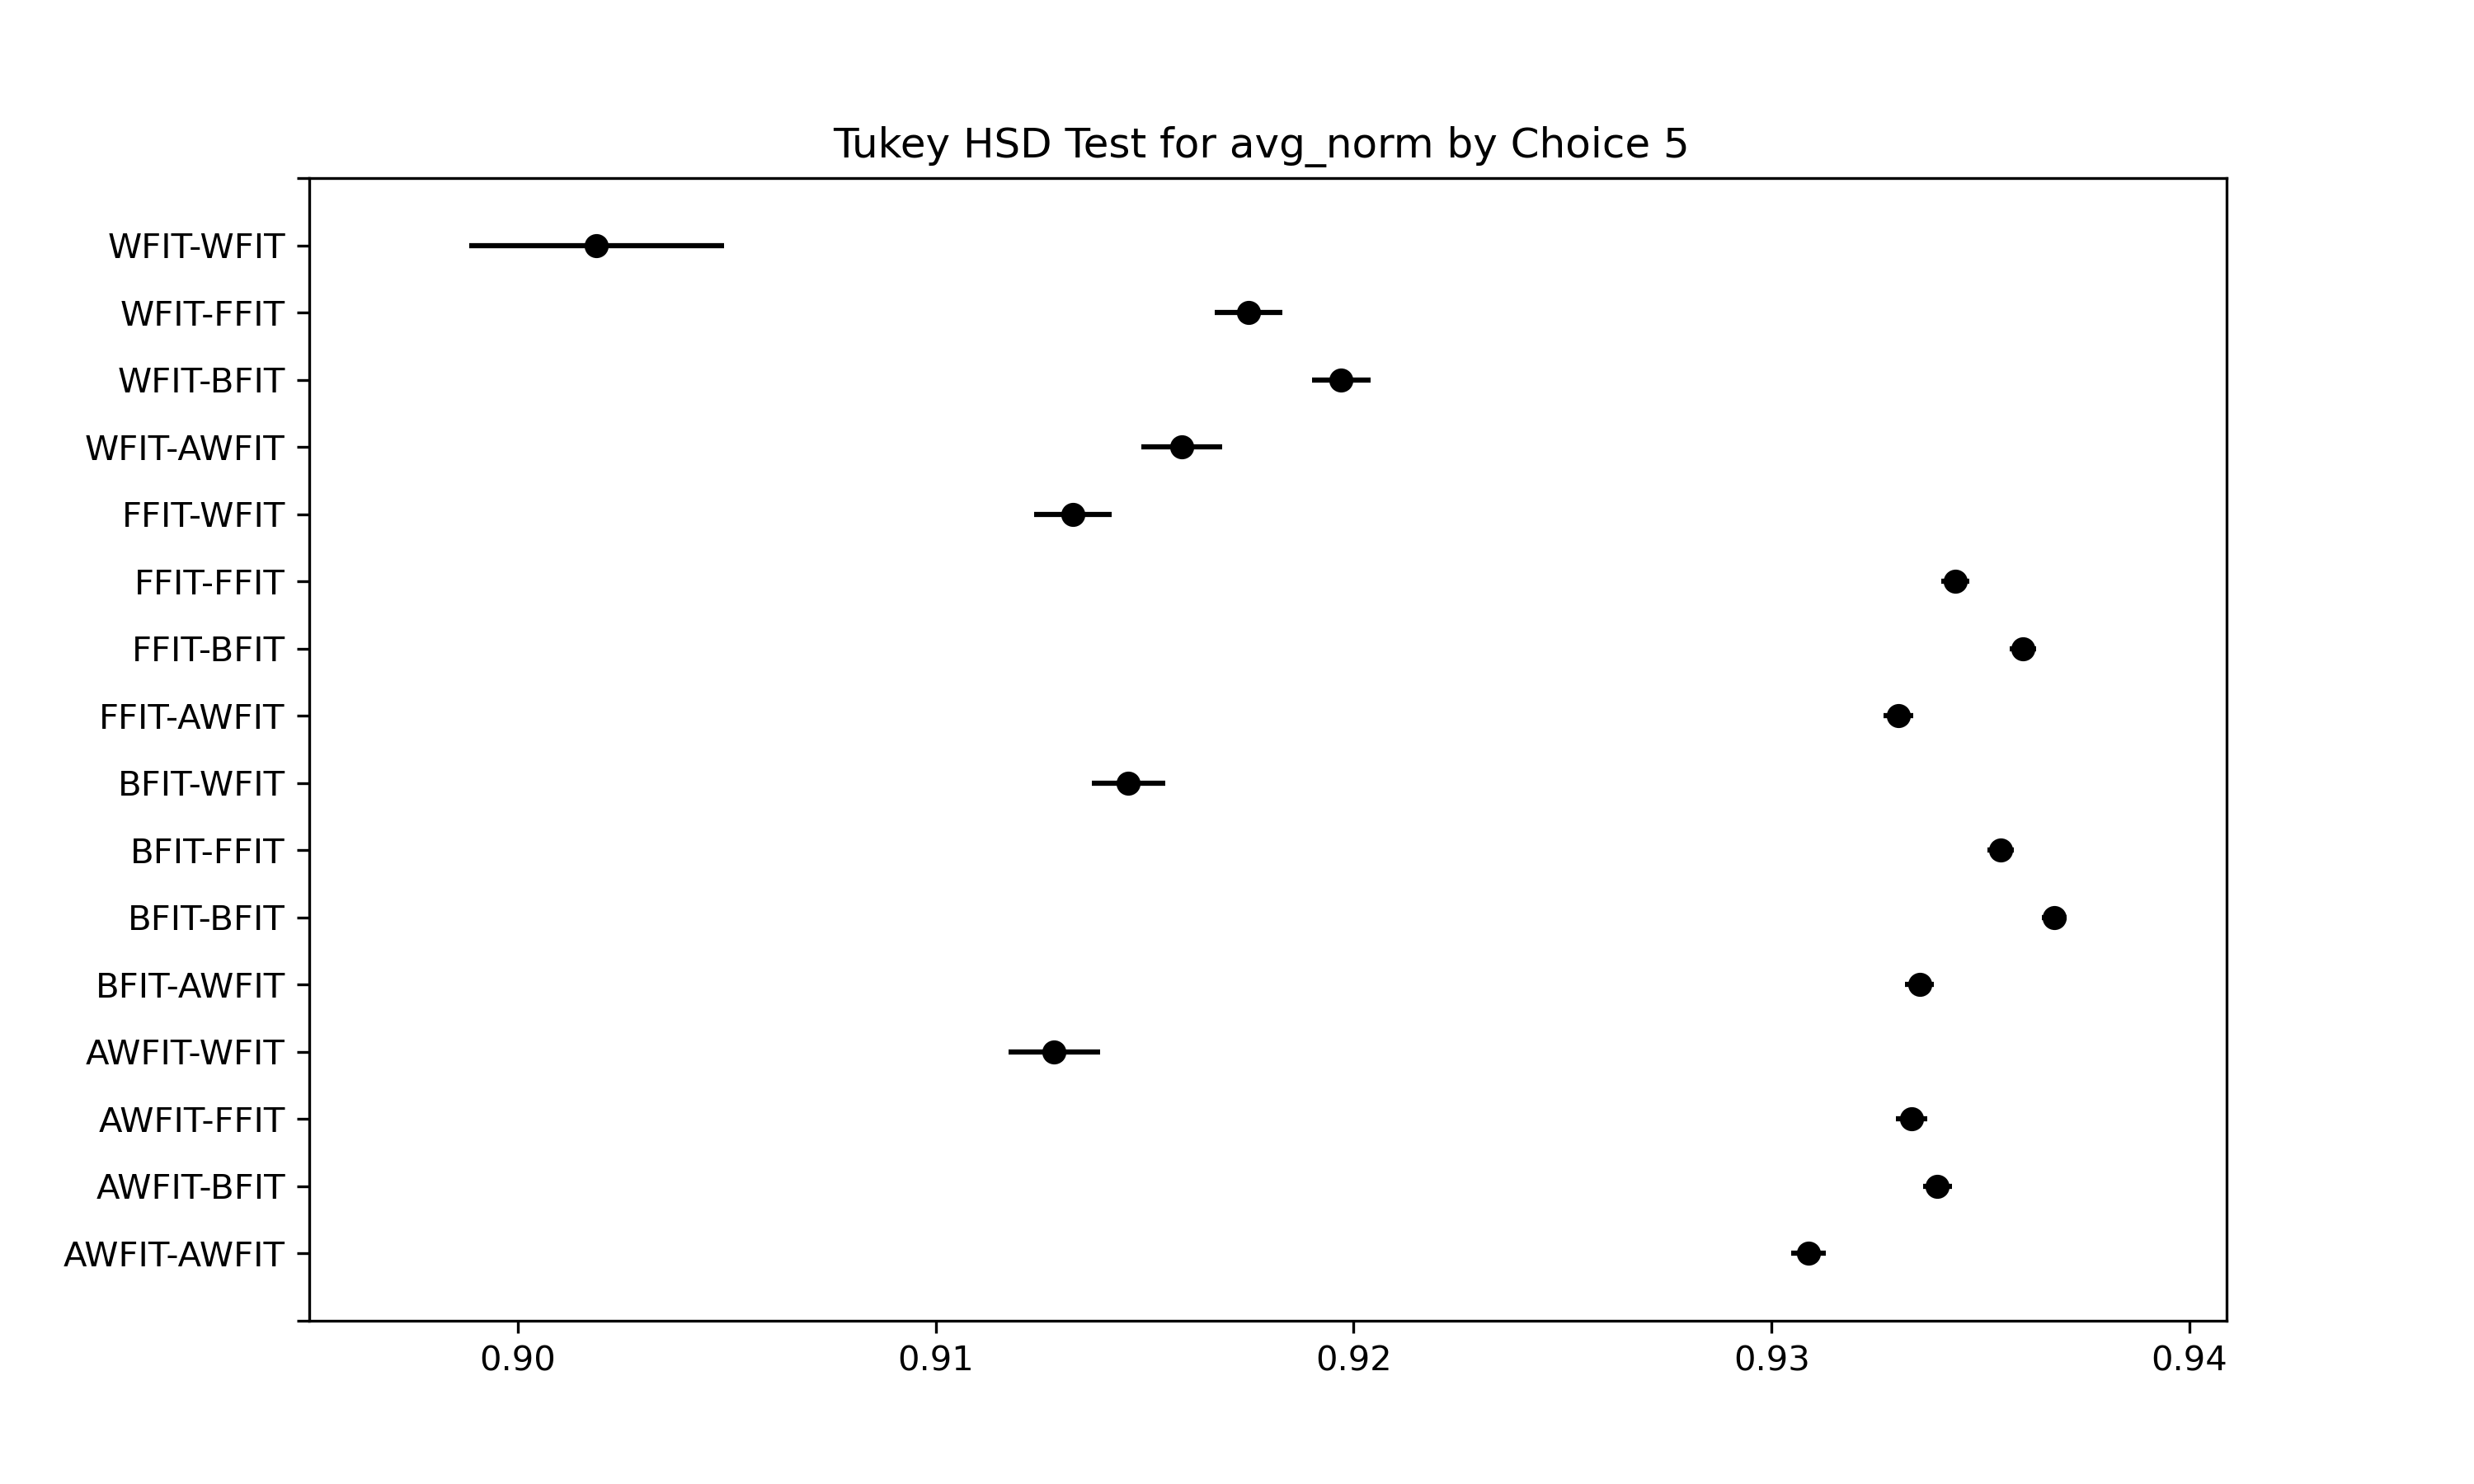 Tukey HSD Test for avg_norm by Choice 5
WFIT-WFIT
WFIT-FFIT
WFIT-BFIT
WFIT-AWFIT
FFIT-WFIT
FFIT-FFIT
FFIT-BFIT
FFIT-AWFIT
BFIT-WFIT
BFIT-FFIT
BFIT-BFIT
BFIT-AWFIT
AWFIT-WFIT
AWFIT-FFIT
AWFIT-BFIT
AWFIT-AWFIT
0.90 0.91 0.92 0.93 0.94